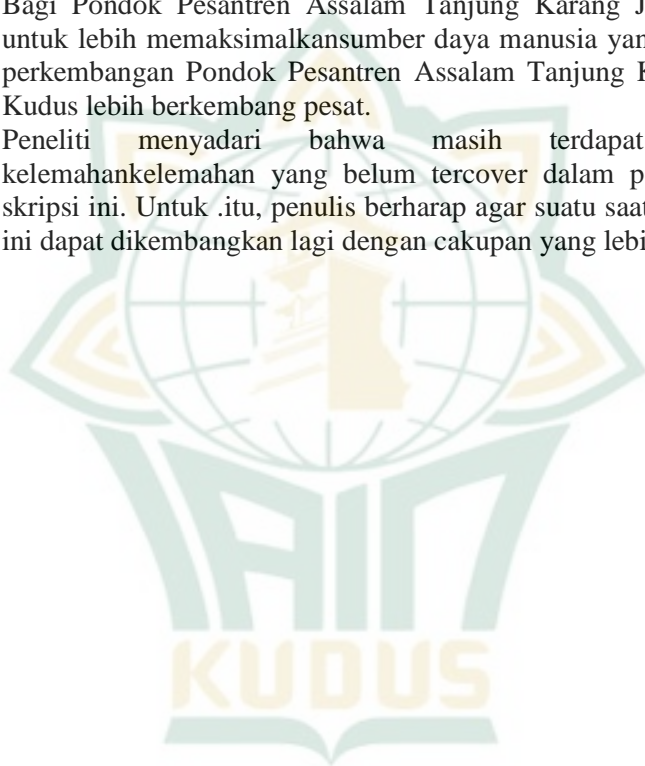 Bagi Pondok Pesantren Assalam Tanjung Karang J
untuk lebih memaksimalkansumber daya manusia yan
perkembangan Pondok Pesantren Assalam Tanjung K
Kudus lebih berkembang pesat.
Peneliti menyadari bahwa masih terdapat
kelemahankelemahan yang belum tercover dalam p
skripsi ini. Untuk .itu, penulis berharap agar suatu saat
ini dapat dikembangkan lagi dengan cakupan yang lebi
IAIN
KUDUS